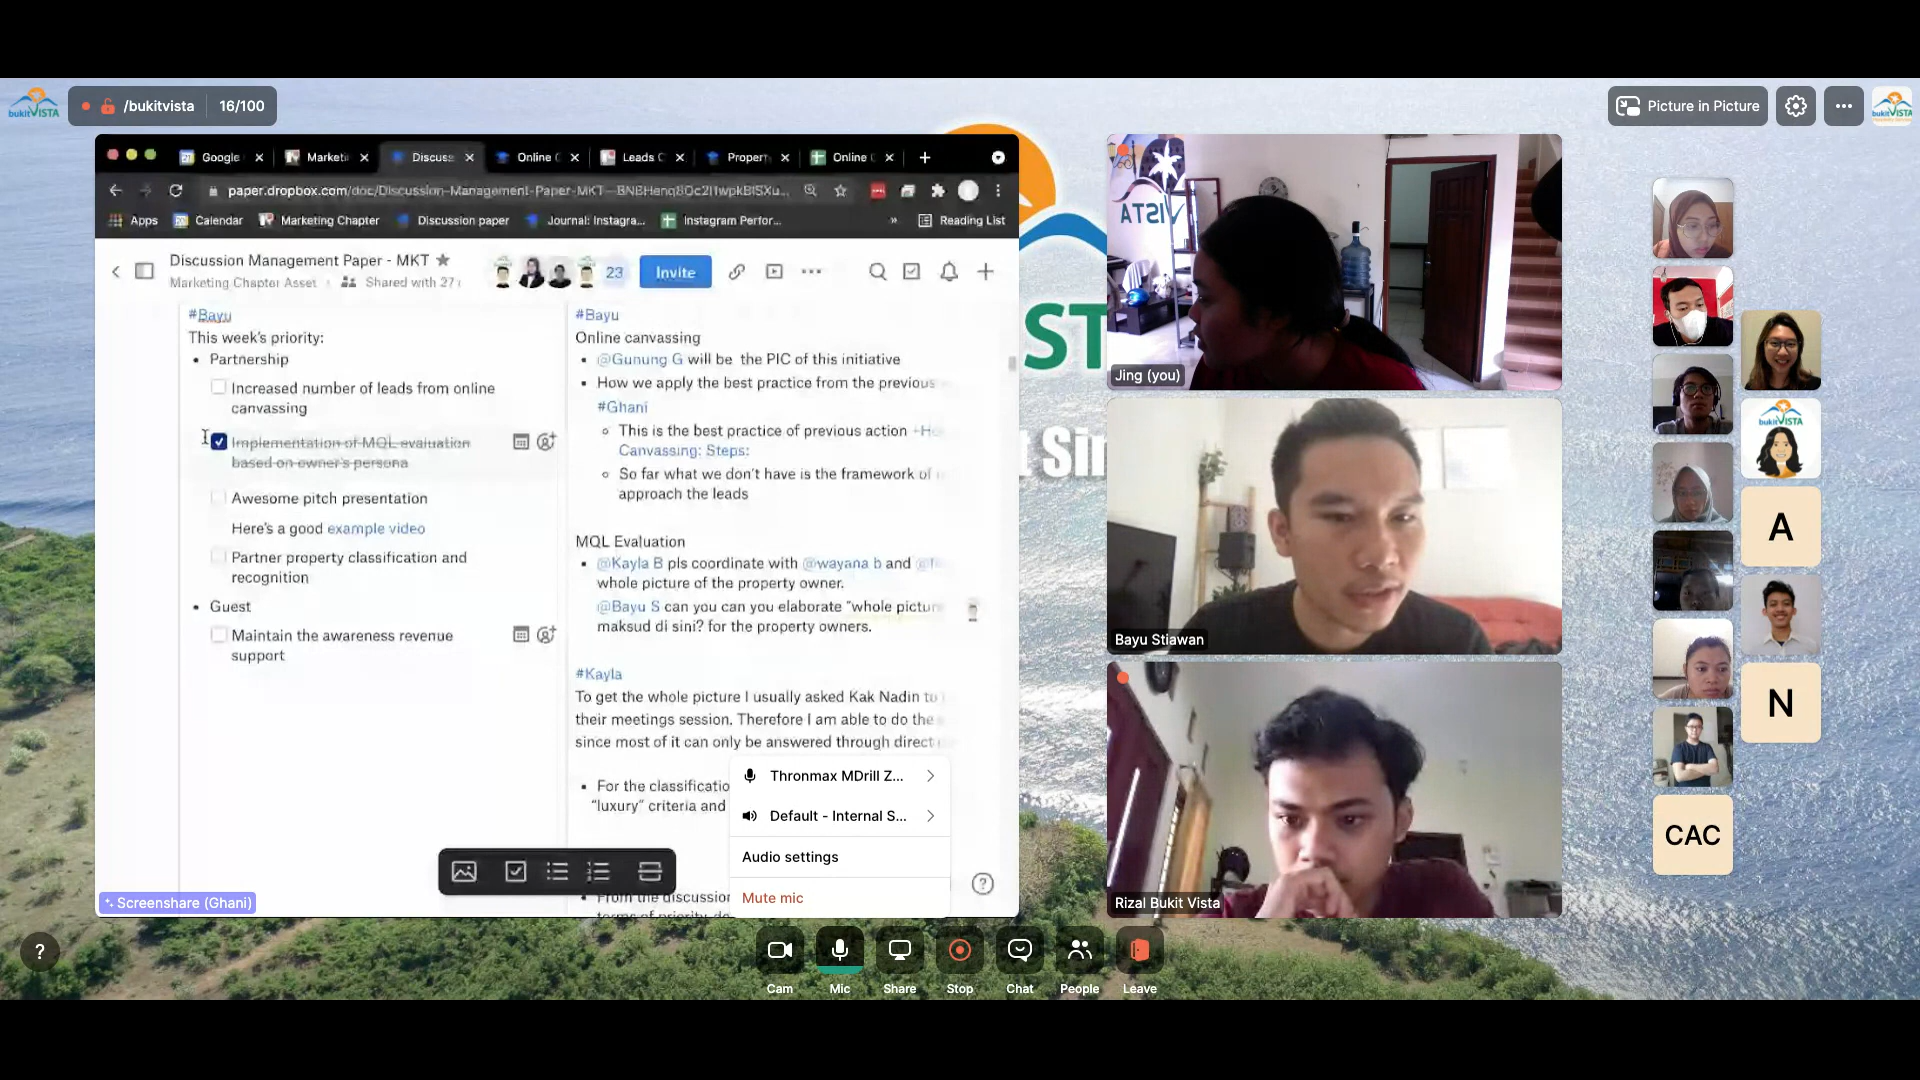 bukitVISTA
/bukitvista
16/100
Picture in Picture
Google
Discuss
Online C
Leads C
Online
paper.dropbox.com/doc/Discussion-Management-Paper-MKT
Apps
Calendar
Marketing Chapter
Discussion paper
Journal: Instagra...
Instagram Perfor...
»
Reading List
Discussion Management Paper - MKT
Marketing Chapter Asset
Shared with 27
23
Invite
#Bayu
This week's priority:
Partnership
Increased number of leads from online
canvassing
Implementation of MQL evaluation
based on owner's persona
Awesome pitch presentation
Here's a good example video
Partner property classification and
recognition
Guest
Maintain the awareness revenue
support
#Bayu
Online canvassing
@Gunung G will be the PIC of this initiative
How we apply the best practice from the previous
#Ghani
This is the best practice of previous action
Canvassing: Steps:
So far what we don't have is the framework of
approach the leads
MQL Evaluation
@Kayla B pls coordinate with @wayana b and
whole picture of the property owner.
@Bayu S can you can you elaborate "whole picture
maksud di sini? for the property owners.
#Kayla
To get the whole picture I usually asked Kak Nadin to
their meetings session. Therefore I am able to do the
since most of it can only be answered through direct
For the classificatio
"luxury" criteria and
From the discussion
Thronmax MDrill Z...
Default - Internal S...
Audio settings
Mute mic
?
Screenshare (Ghani)
VISTA
Jing (you)
Bayu Stiawan
Rizal Bukit Vista
ST
t Sin
bukitVISTA
A
N
CAC
?
Cam
Mic
Share
Stop
Chat
People
Leave